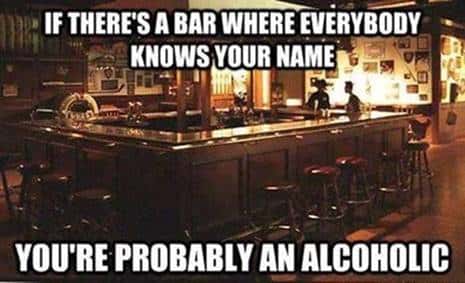 IF THERE'S A BAR WHERE EVERYBODY
KNOWS YOUR NAME
YOU'RE PROBABLY AN ALCOHOLIC